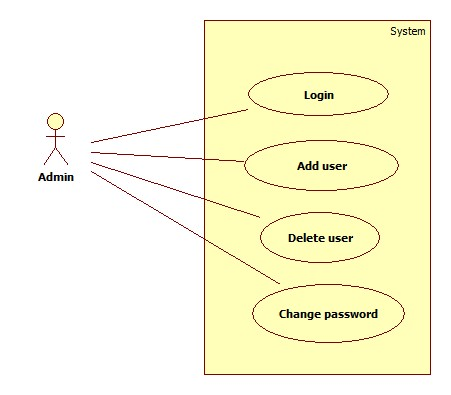 System
Login
Admin
Add user
Delete user
Change password